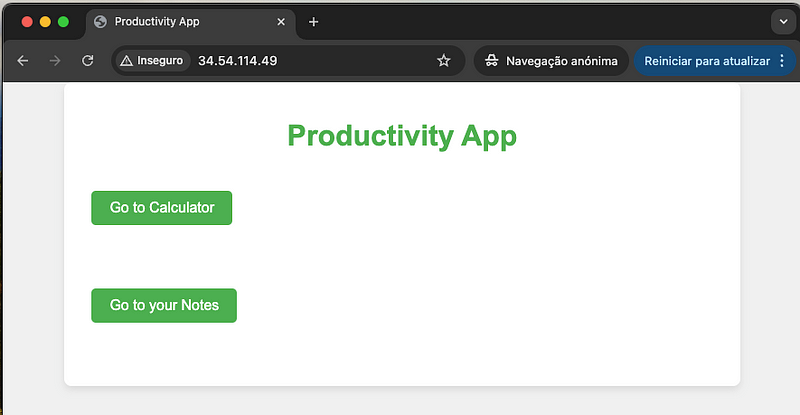 Productivity App
Inseguro 34.54.114.49 Navegação anónima Reiniciar para atualizar
Productivity App
Go to Calculator
Go to your Notes